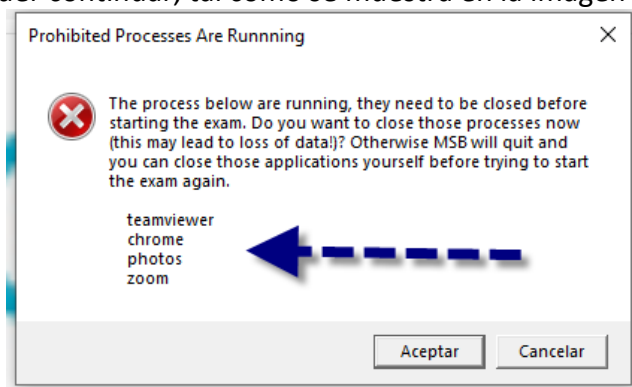 der continuar, tal como se muestra en la imagen
Prohibited Processes Are Runnning
The process below are running, they need to be closed before
starting the exam. Do you want to close those processes now
(this may lead to loss of data!)? Otherwise MSB will quit and
you can close those applications yourself before trying to start
the exam again.
teamviewer
chrome
photos
zoom
Aceptar
Cancelar